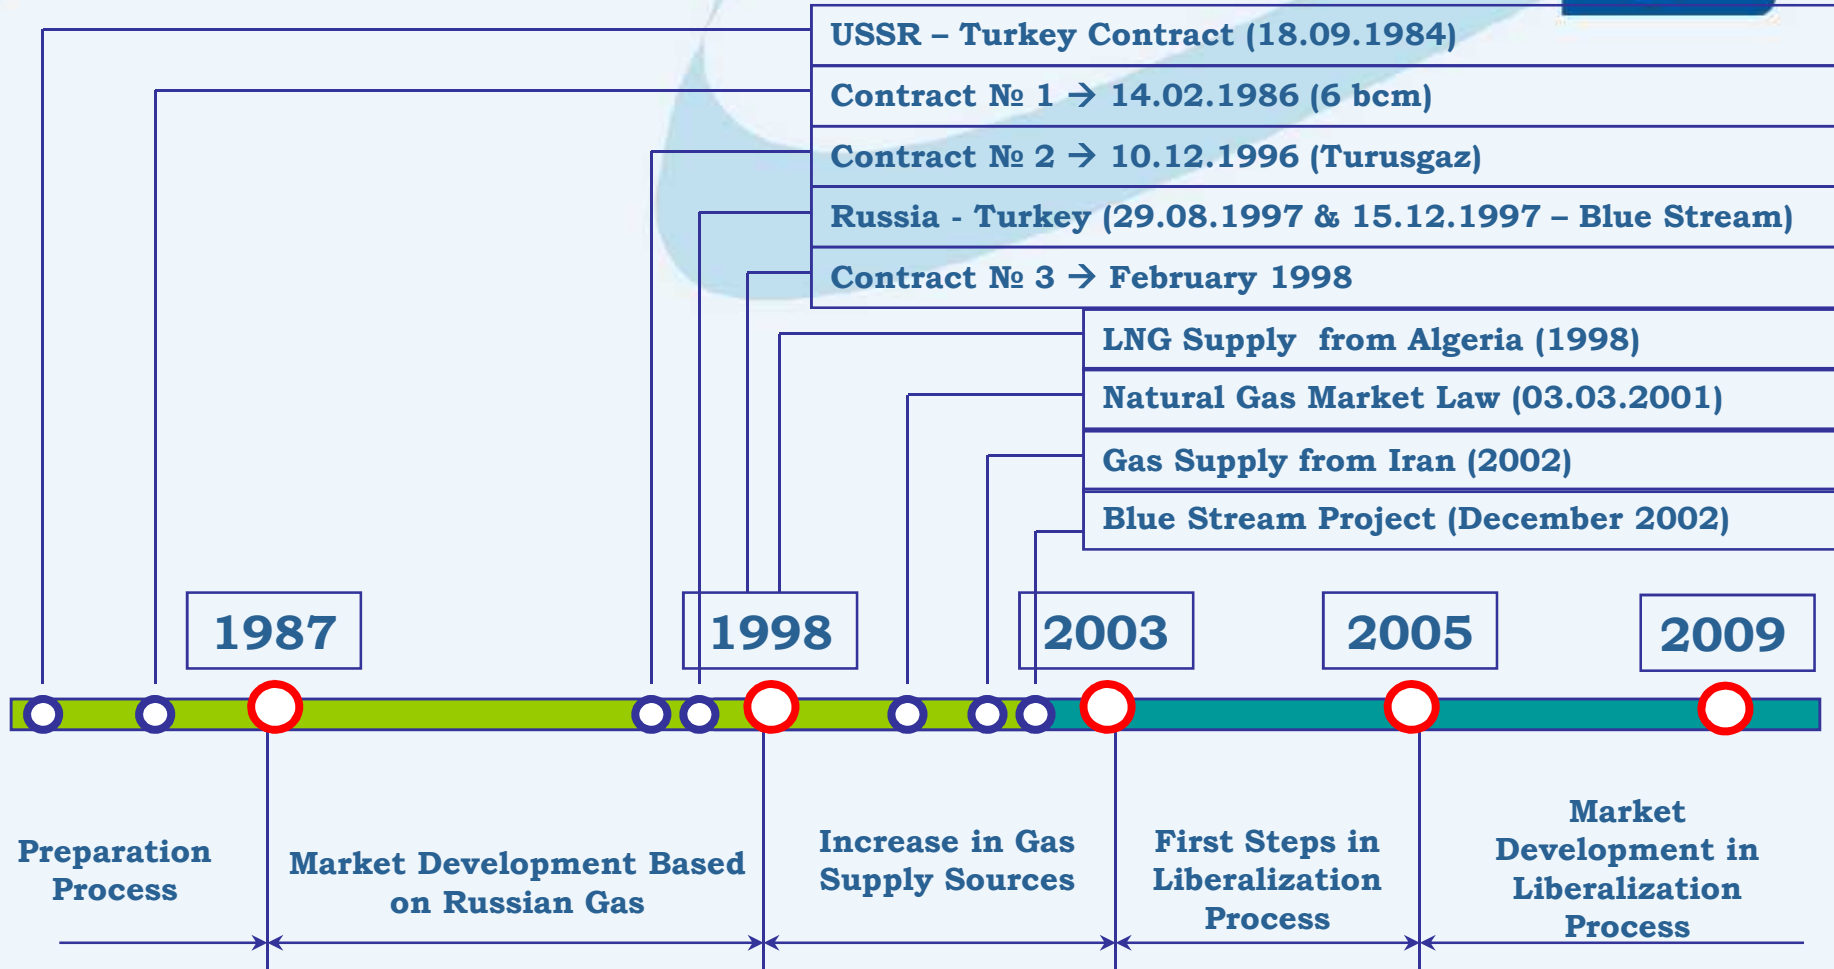 USSR – Turkey Contract (18.09.1984)
Contract № 1 → 14.02.1986 (6 bcm)
Contract № 2 → 10.12.1996 (Turusgaz)
Russia - Turkey (29.08.1997 & 15.12.1997 – Blue Stream)
Contract № 3 → February 1998
LNG Supply from Algeria (1998)
Natural Gas Market Law (03.03.2001)
Gas Supply from Iran (2002)
Blue Stream Project (December 2002)
1987
1998
2003
2005
2009
Preparation
Process
Market Development Based
on Russian Gas
Increase in Gas
Supply Sources
First Steps in
Liberalization
Process
Market
Development in
Liberalization
Process